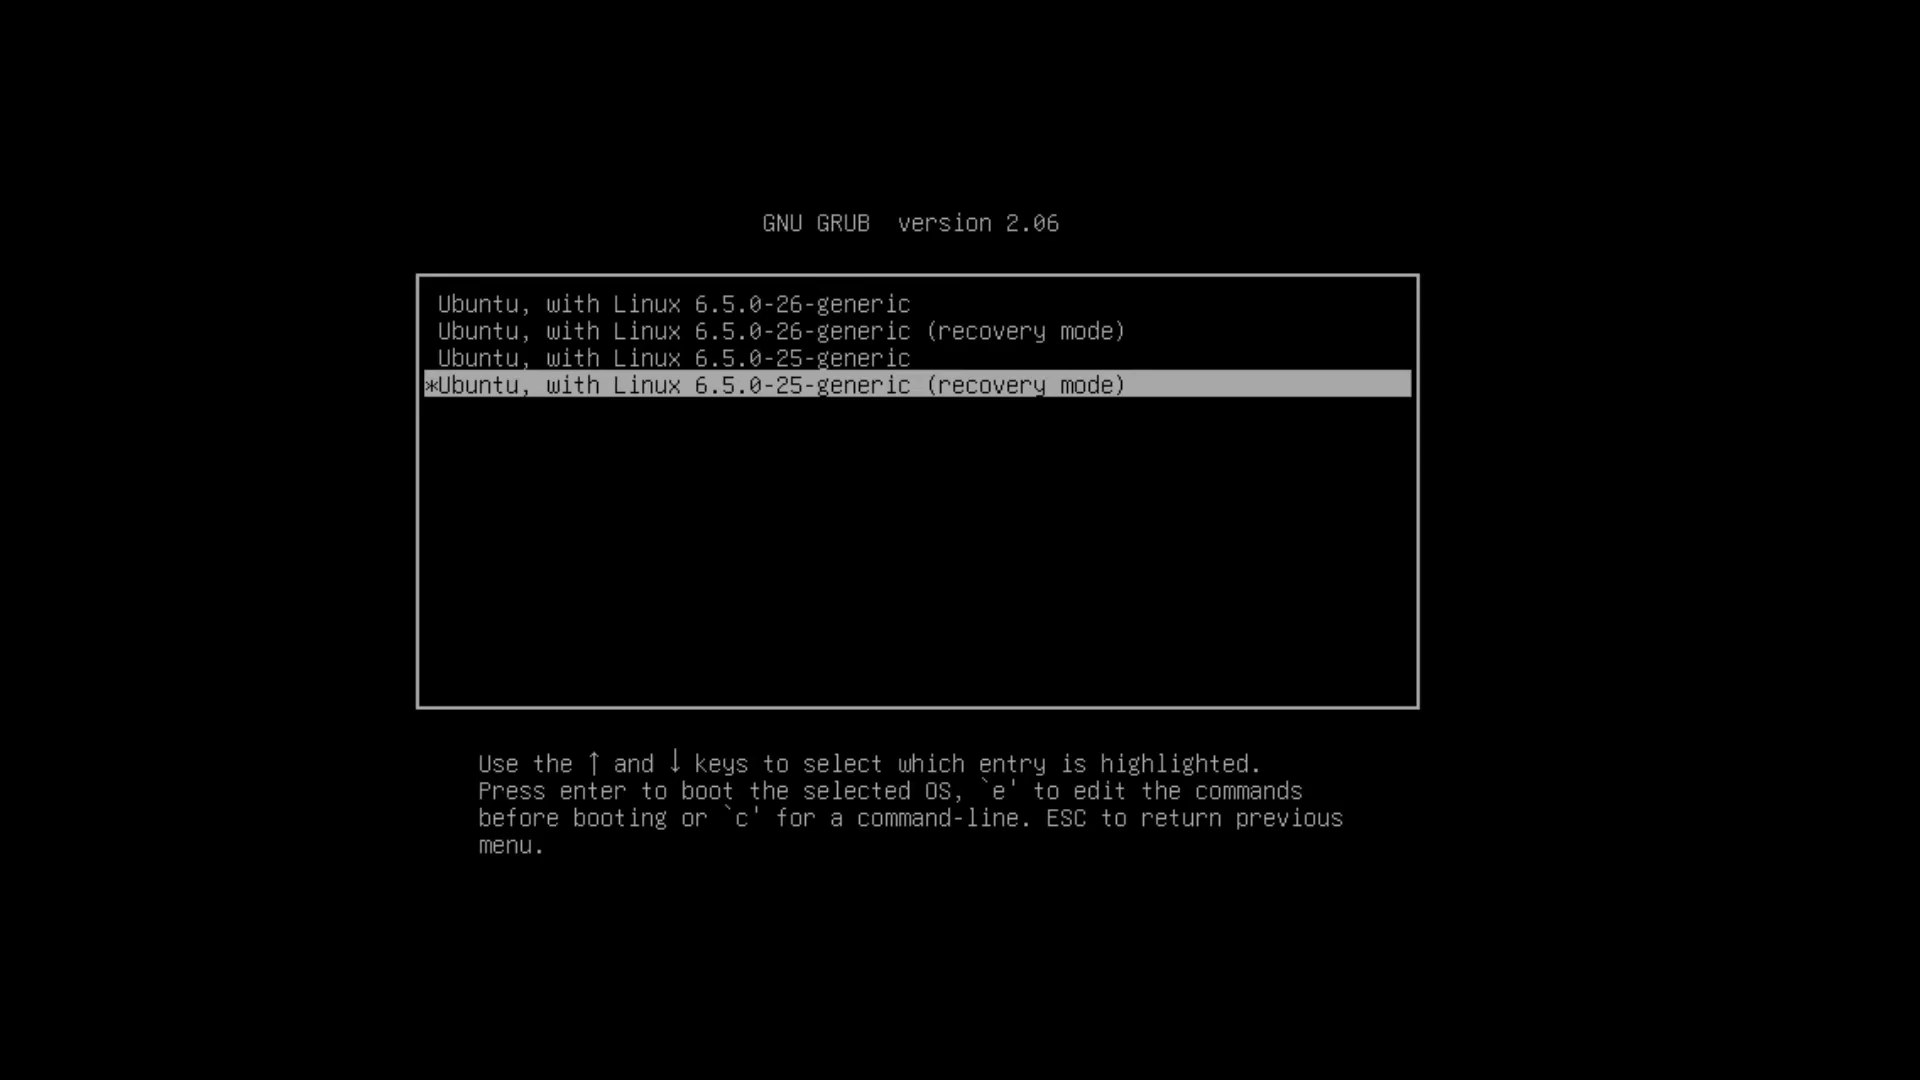 GNU GRUB  version 2.06
Ubuntu, with Linux 6.5.0-26-generic
Ubuntu, with Linux 6.5.0-26-generic (recovery mode)
Ubuntu, with Linux 6.5.0-25-generic
*Ubuntu, with Linux 6.5.0-25-generic (recovery mode)
Use the ↑ and ↓ keys to select which entry is highlighted.
Press enter to boot the selected OS, `e' to edit the commands
before booting or `c' for a command-line. ESC to return previous
menu.